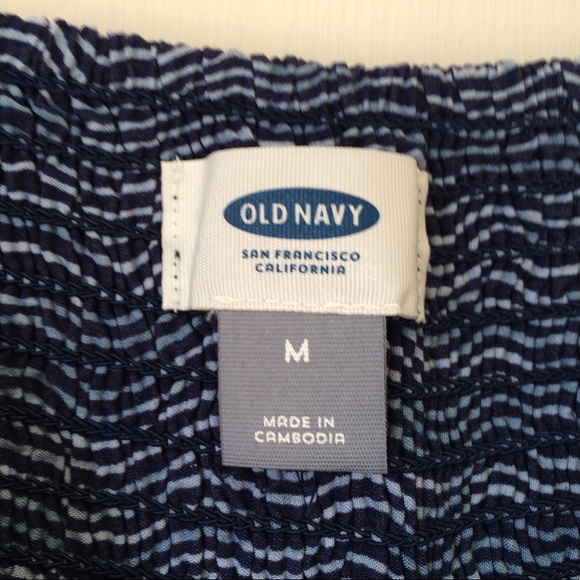 OLD NAVY
SAN FRANCISCO
CALIFORNIA
M
MADE IN
CAMBODIA